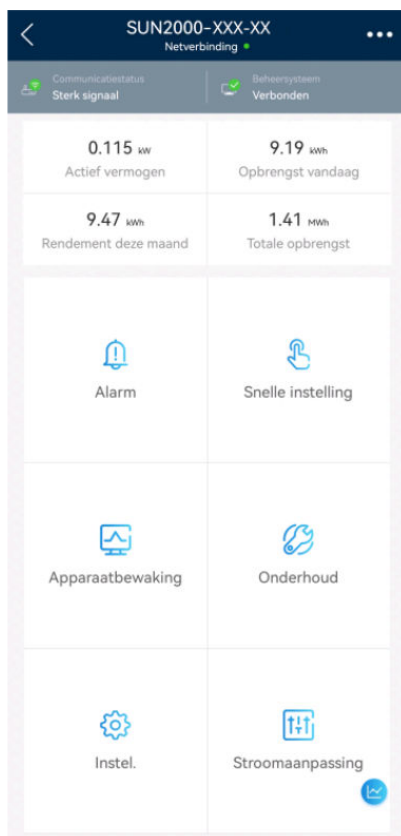 SUN2000-XXX-XX
Netverbinding
Communicatiestatus
Sterk signaal
Beheersysteem
Verbonden
0.115 kW
Actief vermogen
9.19 kWh
Opbrengst vandaag
9.47 kWh
Rendement deze maand
1.41 MWh
Totale opbrengst
Alarm
Snelle instelling
Apparaatbewaking
Onderhoud
Instel.
Stroomaanpassing